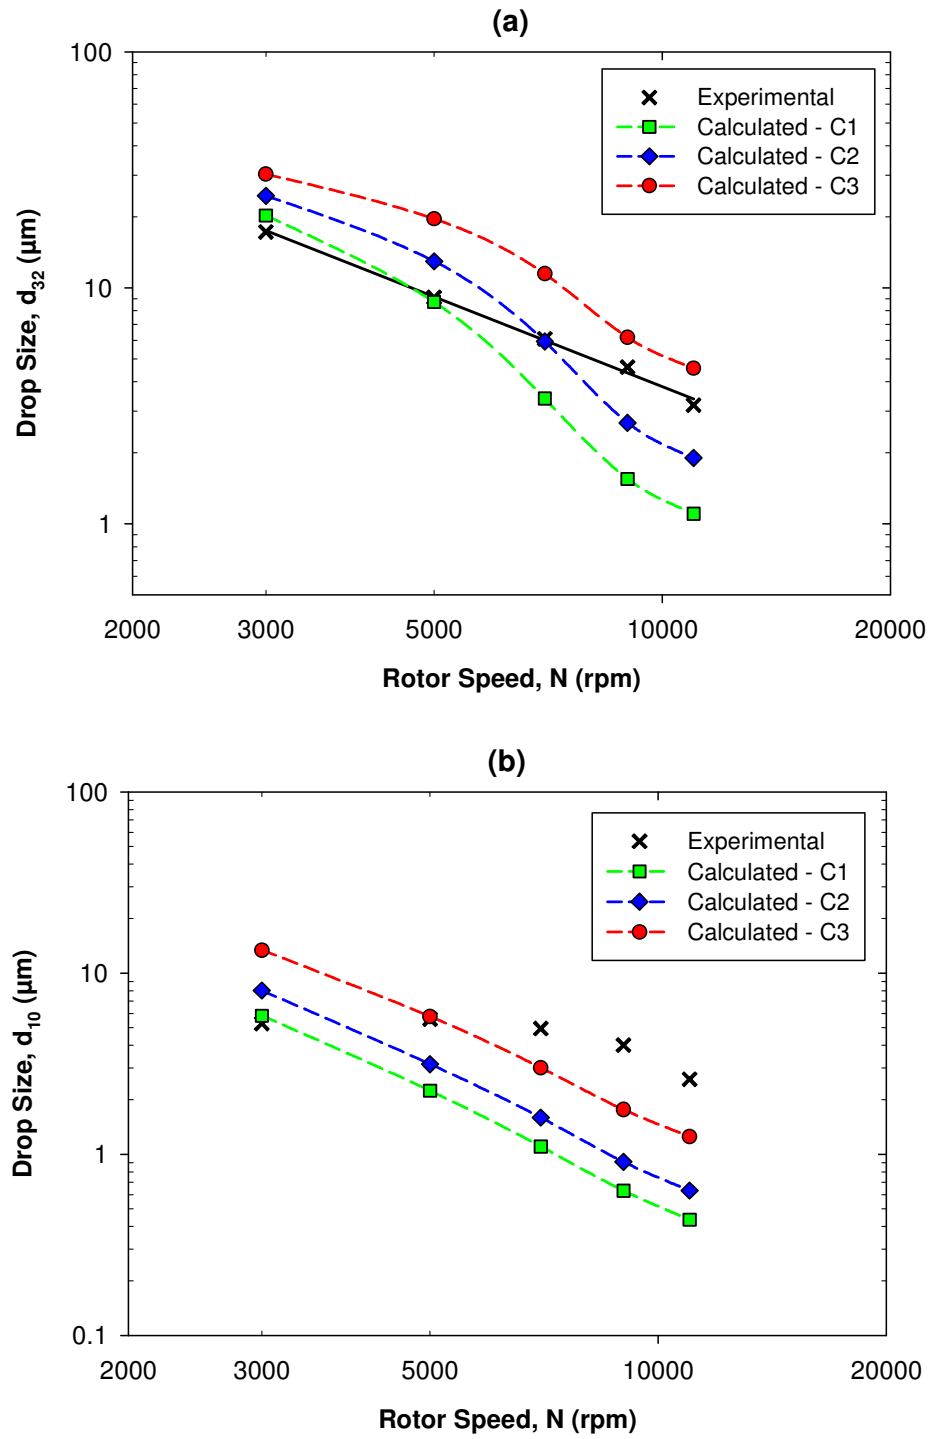 (a)
100
10
1
Drop Size, d32 (µm)
Experimental
Calculated - C1
Calculated - C2
Calculated - C3
2000 3000 5000 10000 20000
Rotor Speed, N (rpm)
(b)
100
10
1
0.1
Drop Size, d10 (µm)
Experimental
Calculated - C1
Calculated - C2
Calculated - C3
2000 3000 5000 10000 20000
Rotor Speed, N (rpm)